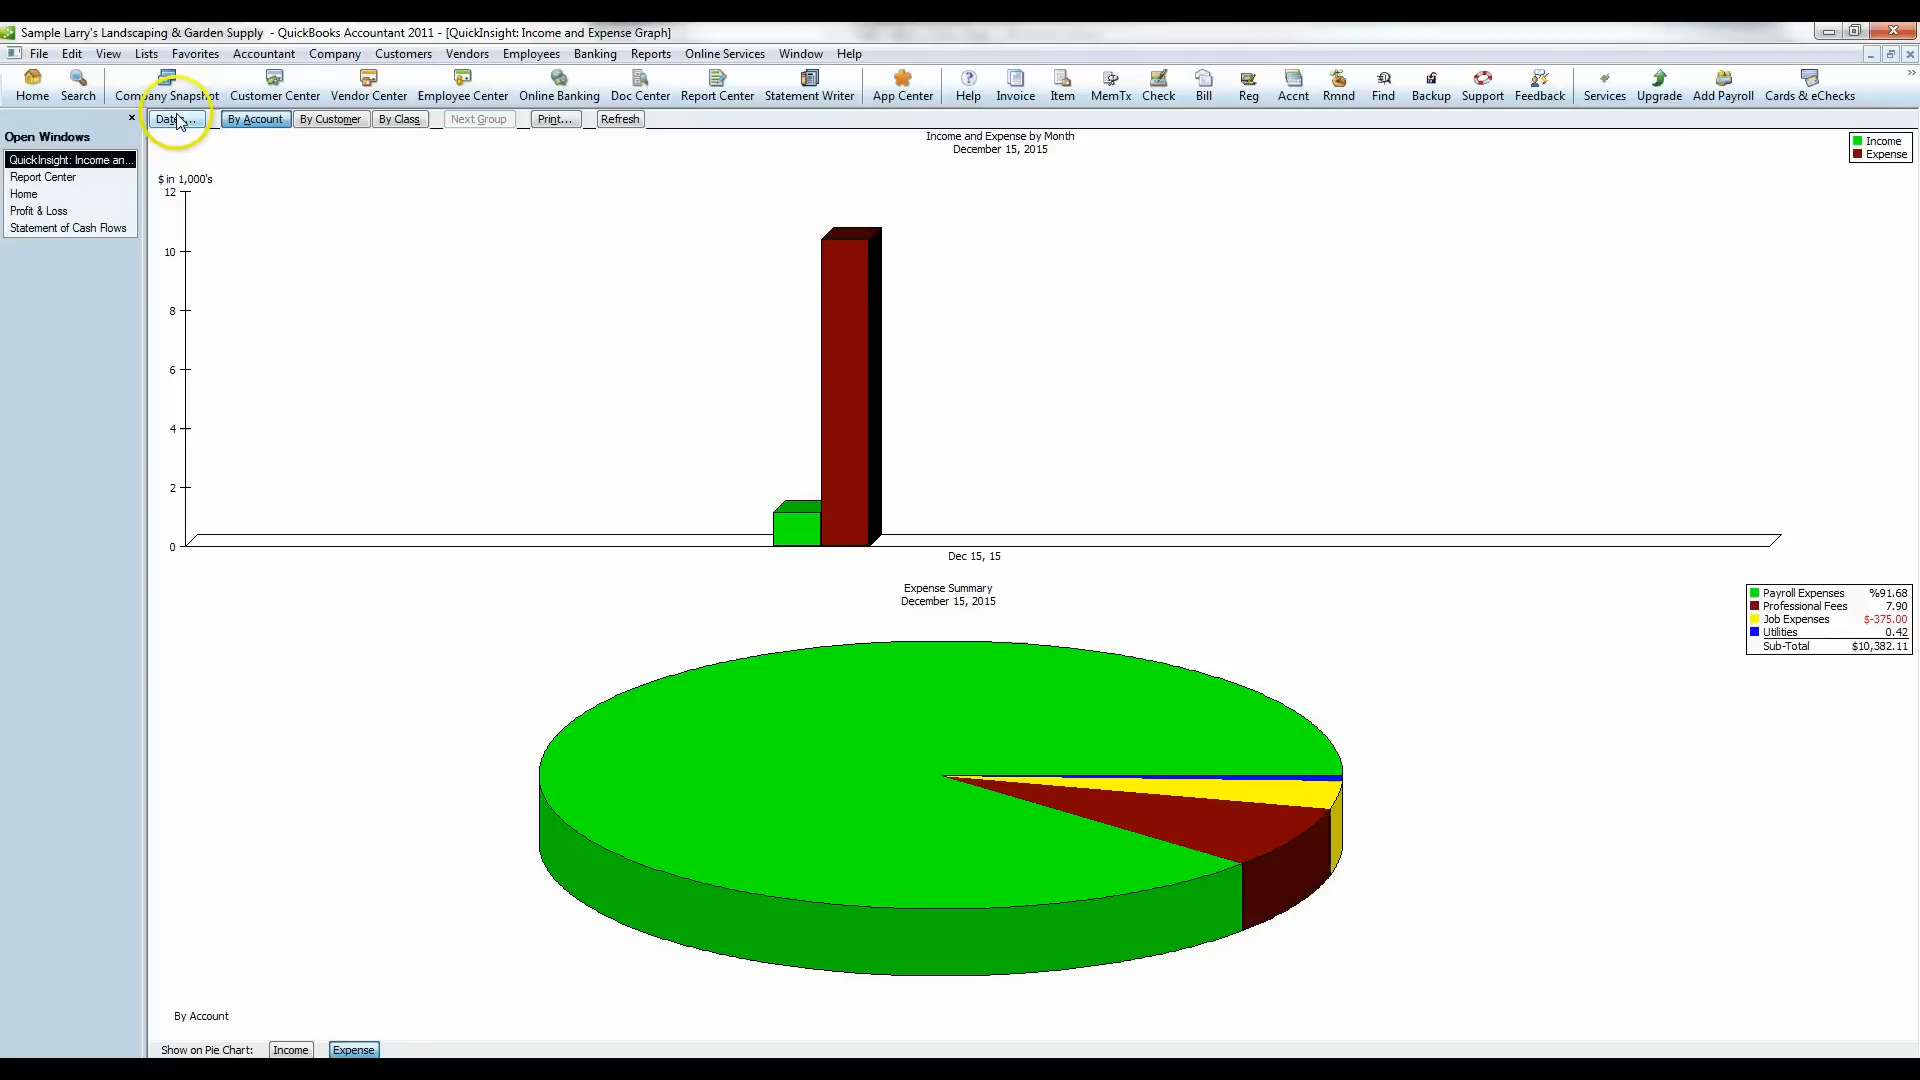 Sample Larry's Landscaping & Garden Supply - QuickBooks Accountant 2011 - [QuickInsight: Income and Expense Graph]
File Edit View Lists Favorites Accountant Company Customers Vendors Employees Banking Reports Online Services Window Help
Home Search Company Snapshot Customer Center Vendor Center Employee Center Online Banking Doc Center Report Center Statement Writer App Center Help Invoice Item MemTx Check Bill Reg Accnt Rmnd Find Backup Support Feedback Services Upgrade Add Payroll Cards & eChecks
By Account By Customer By Class Next Group Print... Refresh
Open Windows
QuickInsight: Income an...
Report Center
Home
Profit & Loss
Statement of Cash Flows
Income and Expense by Month
December 15, 2015
Income
Expense
$ in 1,000's
12
10
8
6
4
2
0
Dec 15, 15
Expense Summary
December 15, 2015
Payroll Expenses %91.68
Professional Fees 7.90
Job Expenses $-375.00
Utilities 0.42
Sub-Total $10,382.11
By Account
Show on Pie Chart: Income Expense